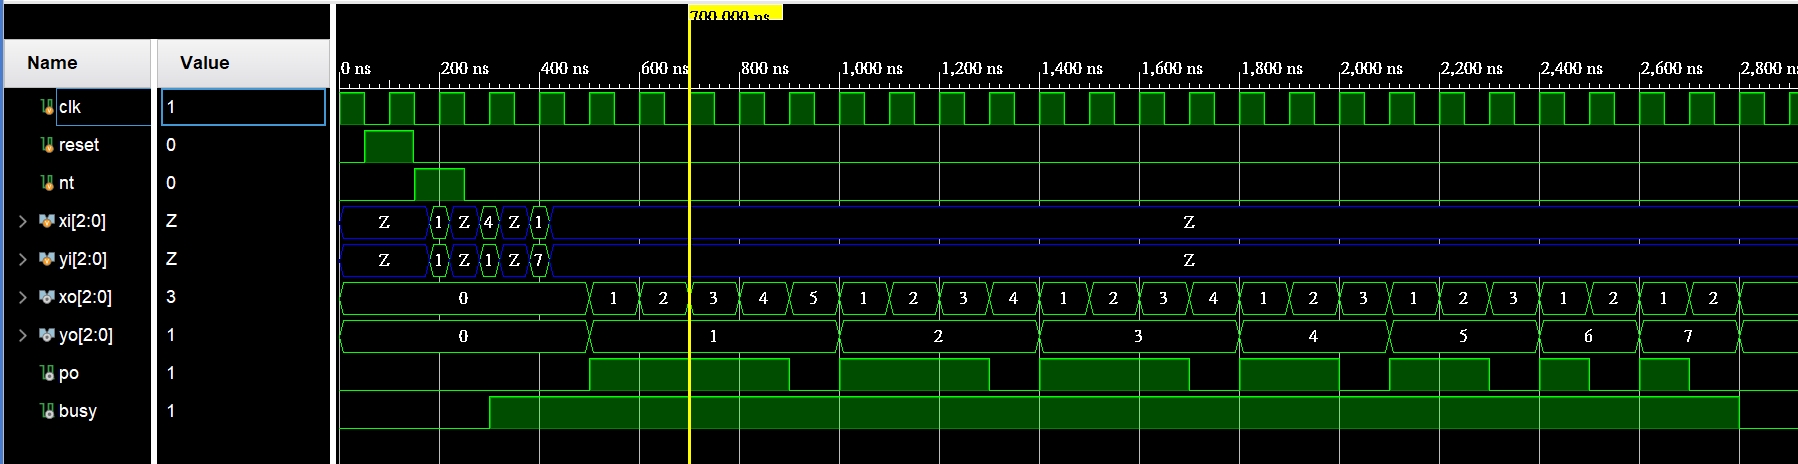 700.000 ns
Name Value
0 ns 200 ns 400 ns 600 ns 800 ns 1,000 ns 1,200 ns 1,400 ns 1,600 ns 1,800 ns 2,000 ns 2,200 ns 2,400 ns 2,600 ns 2,800 ns
clk 1
reset 0
nt 0
xi[2:0] Z Z 1 Z 4 Z 1 Z
yi[2:0] Z Z 1 Z 1 Z 7 Z
xo[2:0] 3 0 1 2 3 4 5 1 2 3 4 1 2 3 4 1 2 3 1 2 3 1 2 1 2
yo[2:0] 1 0 1 2 3 4 5 6 7
po 1
busy 1